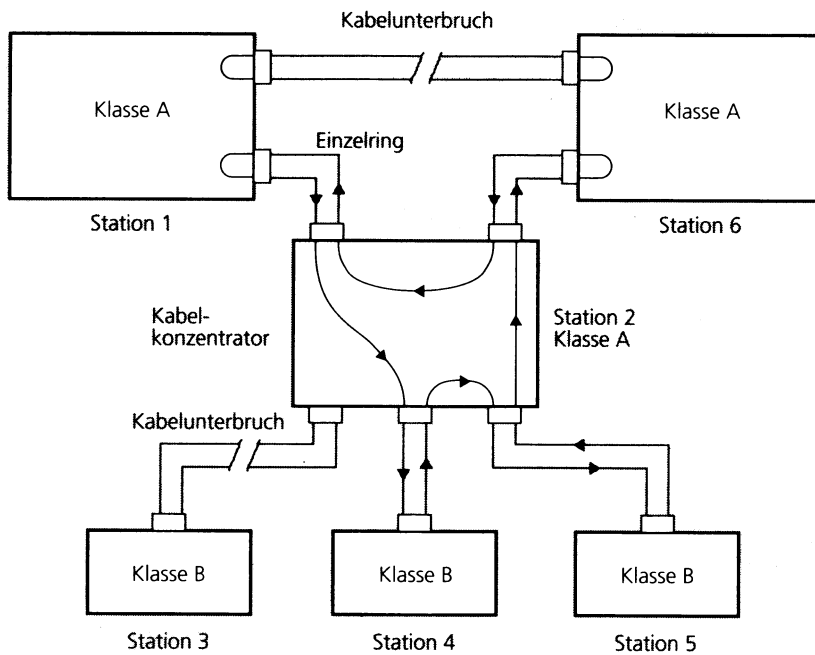 Kabelunterbruch
Klasse A
Klasse A
Einzelring
Station 1
Station 6
Kabel-
konzentrator
Station 2
Klasse A
Kabelunterbruch
Klasse B
Klasse B
Klasse B
Station 3
Station 4
Station 5